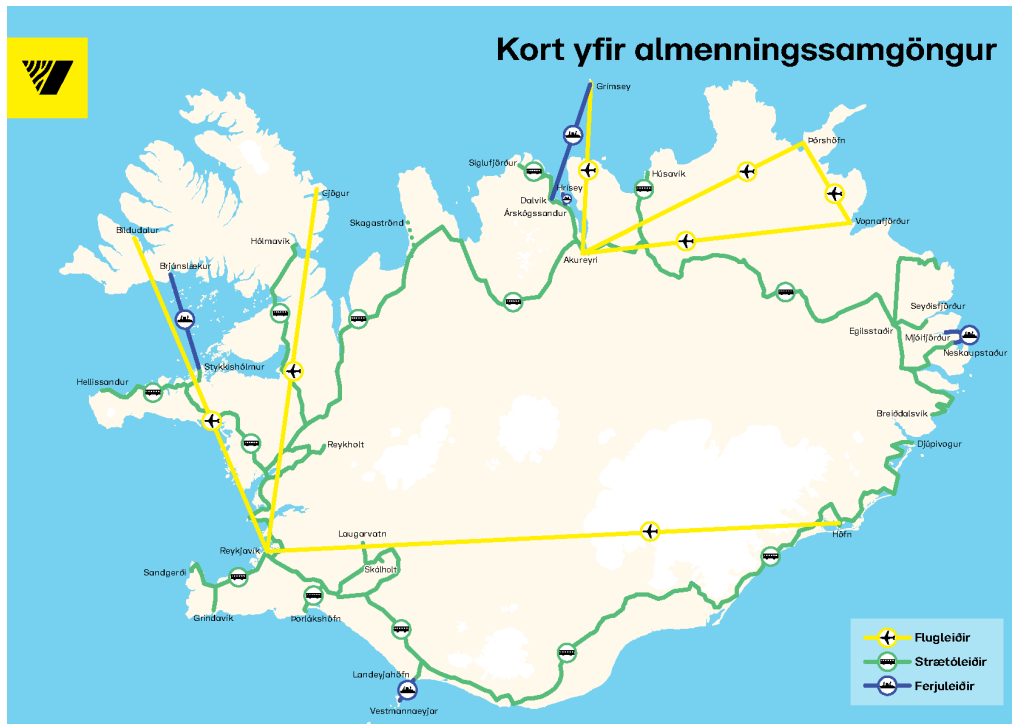 Kort yfir almenningssamgöngur
Grímsey
Þórshöfn
Siglufjörður
Húsavík
Hrísey
Gjögur
Dalvík
Árskógssandur
Vopnafjörður
Skagaströnd
Bíldudalur
Hólmavík
Akureyri
Brjánslækur
Seyðisfjörður
Egilsstaðir
Mjóifjörður
Neskaupstaður
Stykkishólmur
Hellissandur
Breiðdalsvík
Reykholt
Djúpivogur
Laugarvatn
Höfn
Reykjavík
Skálholt
Sandgerði
Grindavík
Þorlákshöfn
Flugleiðir
Strætóleiðir
Landeyjahöfn
Ferjuleiðir
Vestmannaeyjar